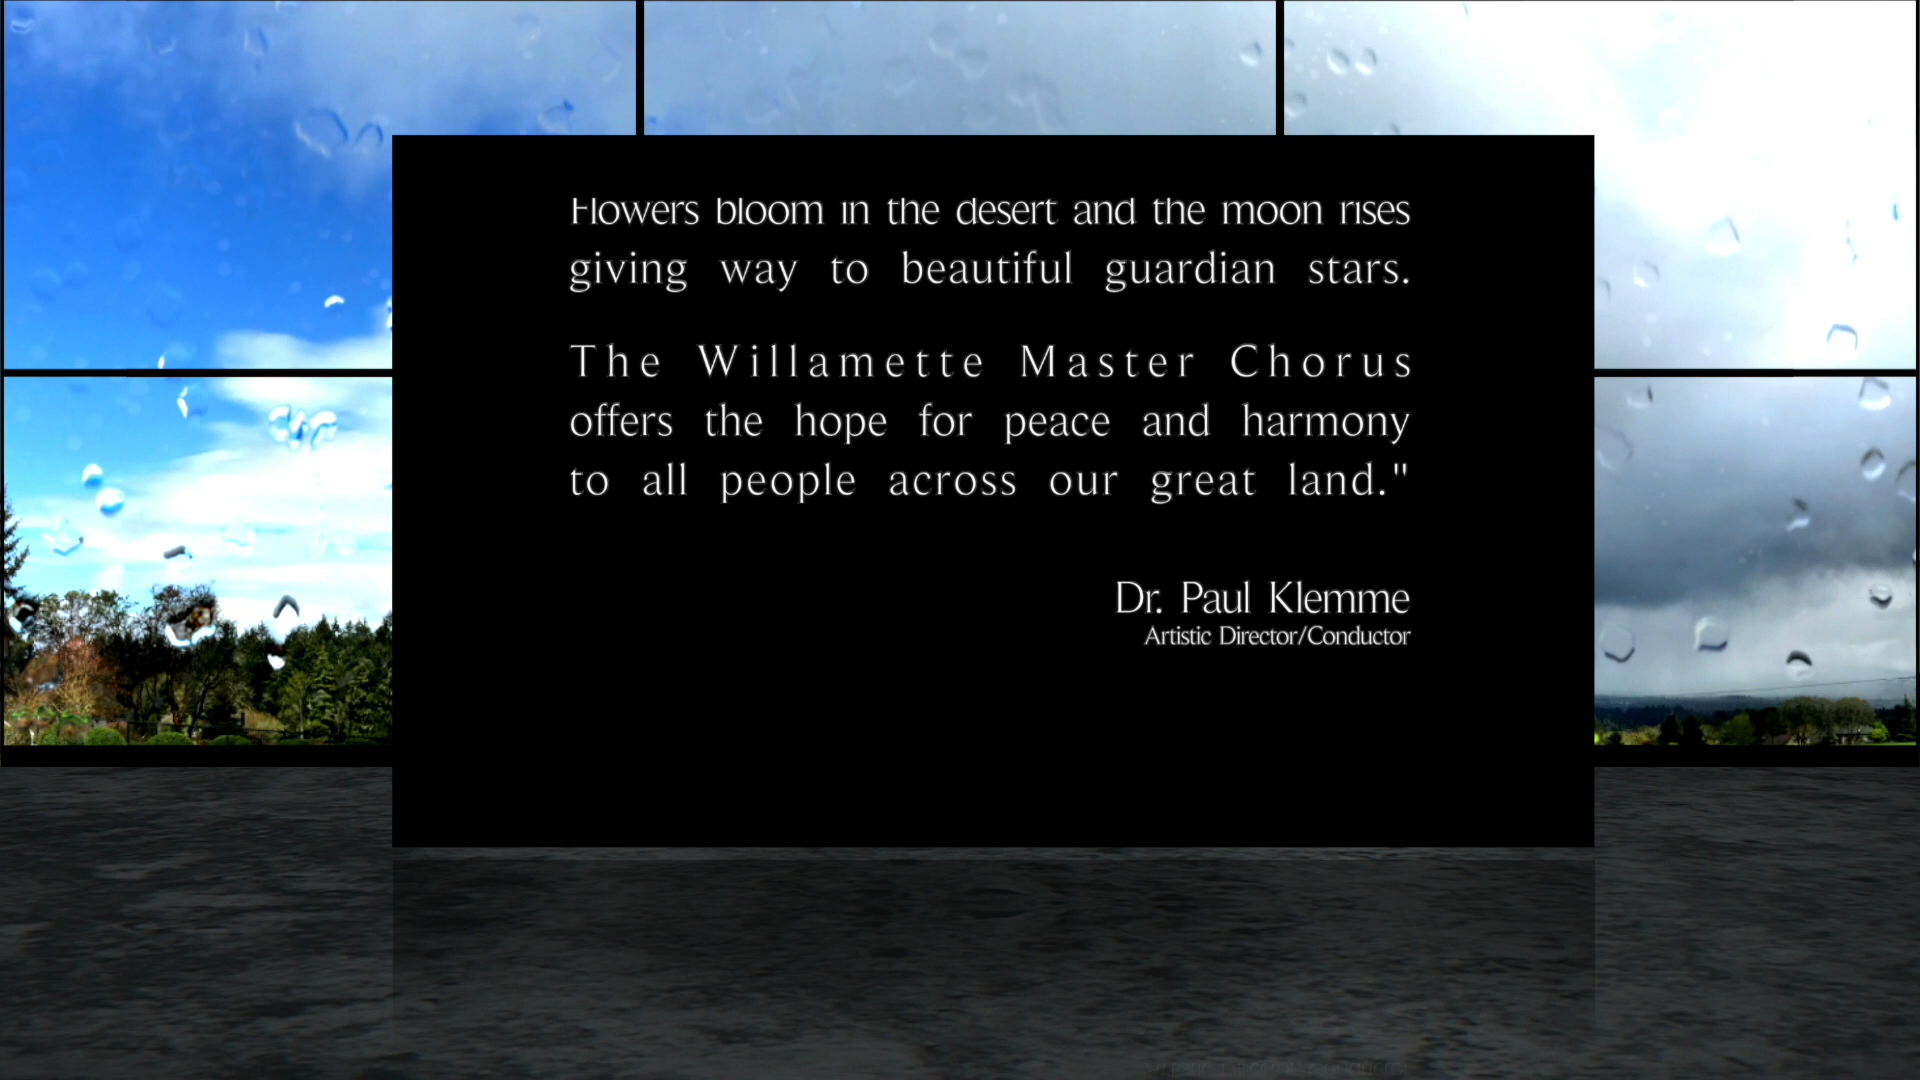 Flowers bloom in the desert and the moon rises
giving way to beautiful guardian stars.
The Willamette Master Chorus
offers the hope for peace and harmony
to all people across our great land."
Dr. Paul Klemme
Artistic Director/Conductor